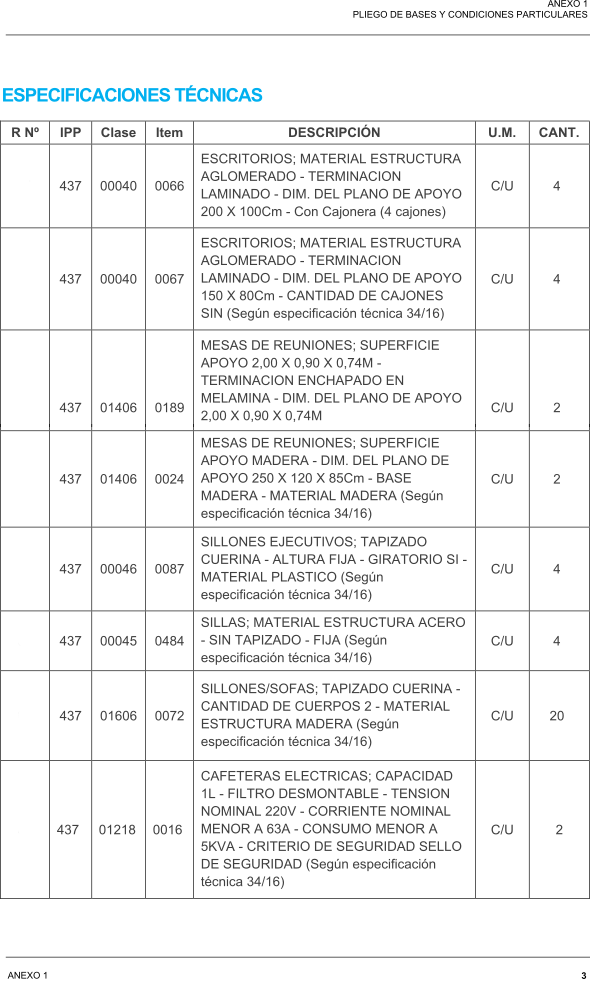 ANEXO 1
PLIEGO DE BASES Y CONDICIONES PARTICULARES
ESPECIFICACIONES TÉCNICAS
R Nº IPP Clase Item DESCRIPCIÓN U.M. CANT.
ESCRITORIOS; MATERIAL ESTRUCTURA
AGLOMERADO - TERMINACION
437 00040 0066 LAMINADO - DIM. DEL PLANO DE APOYO C/U 4
200 X 100Cm - Con Cajonera (4 cajones)
ESCRITORIOS; MATERIAL ESTRUCTURA
AGLOMERADO - TERMINACION
437 00040 0067 LAMINADO - DIM. DEL PLANO DE APOYO C/U 4
150 X 80Cm - CANTIDAD DE CAJONES
SIN (Según especificación técnica 34/16)
MESAS DE REUNIONES; SUPERFICIE
APOYO 2,00 X 0,90 X 0,74M -
TERMINACION ENCHAPADO EN
MELAMINA - DIM. DEL PLANO DE APOYO
437 01406 0189 2,00 X 0,90 X 0,74M C/U 2
MESAS DE REUNIONES; SUPERFICIE
APOYO MADERA - DIM. DEL PLANO DE
437 01406 0024 APOYO 250 X 120 X 85Cm - BASE C/U 2
MADERA - MATERIAL MADERA (Según
especificación técnica 34/16)
SILLONES EJECUTIVOS; TAPIZADO
CUERINA - ALTURA FIJA - GIRATORIO SI -
437 00046 0087 MATERIAL PLASTICO (Según C/U 4
especificación técnica 34/16)
SILLAS; MATERIAL ESTRUCTURA ACERO
437 00045 0484 - SIN TAPIZADO - FIJA (Según C/U 4
especificación técnica 34/16)
SILLONES/SOFAS; TAPIZADO CUERINA -
CANTIDAD DE CUERPOS 2 - MATERIAL
437 01606 0072 ESTRUCTURA MADERA (Según C/U 20
especificación técnica 34/16)
CAFETERAS ELECTRICAS; CAPACIDAD
1L - FILTRO DESMONTABLE - TENSION
NOMINAL 220V - CORRIENTE NOMINAL
437 01218 0016 MENOR A 63A - CONSUMO MENOR A C/U 2
5KVA - CRITERIO DE SEGURIDAD SELLO
DE SEGURIDAD (Según especificación
técnica 34/16)
ANEXO 1 3